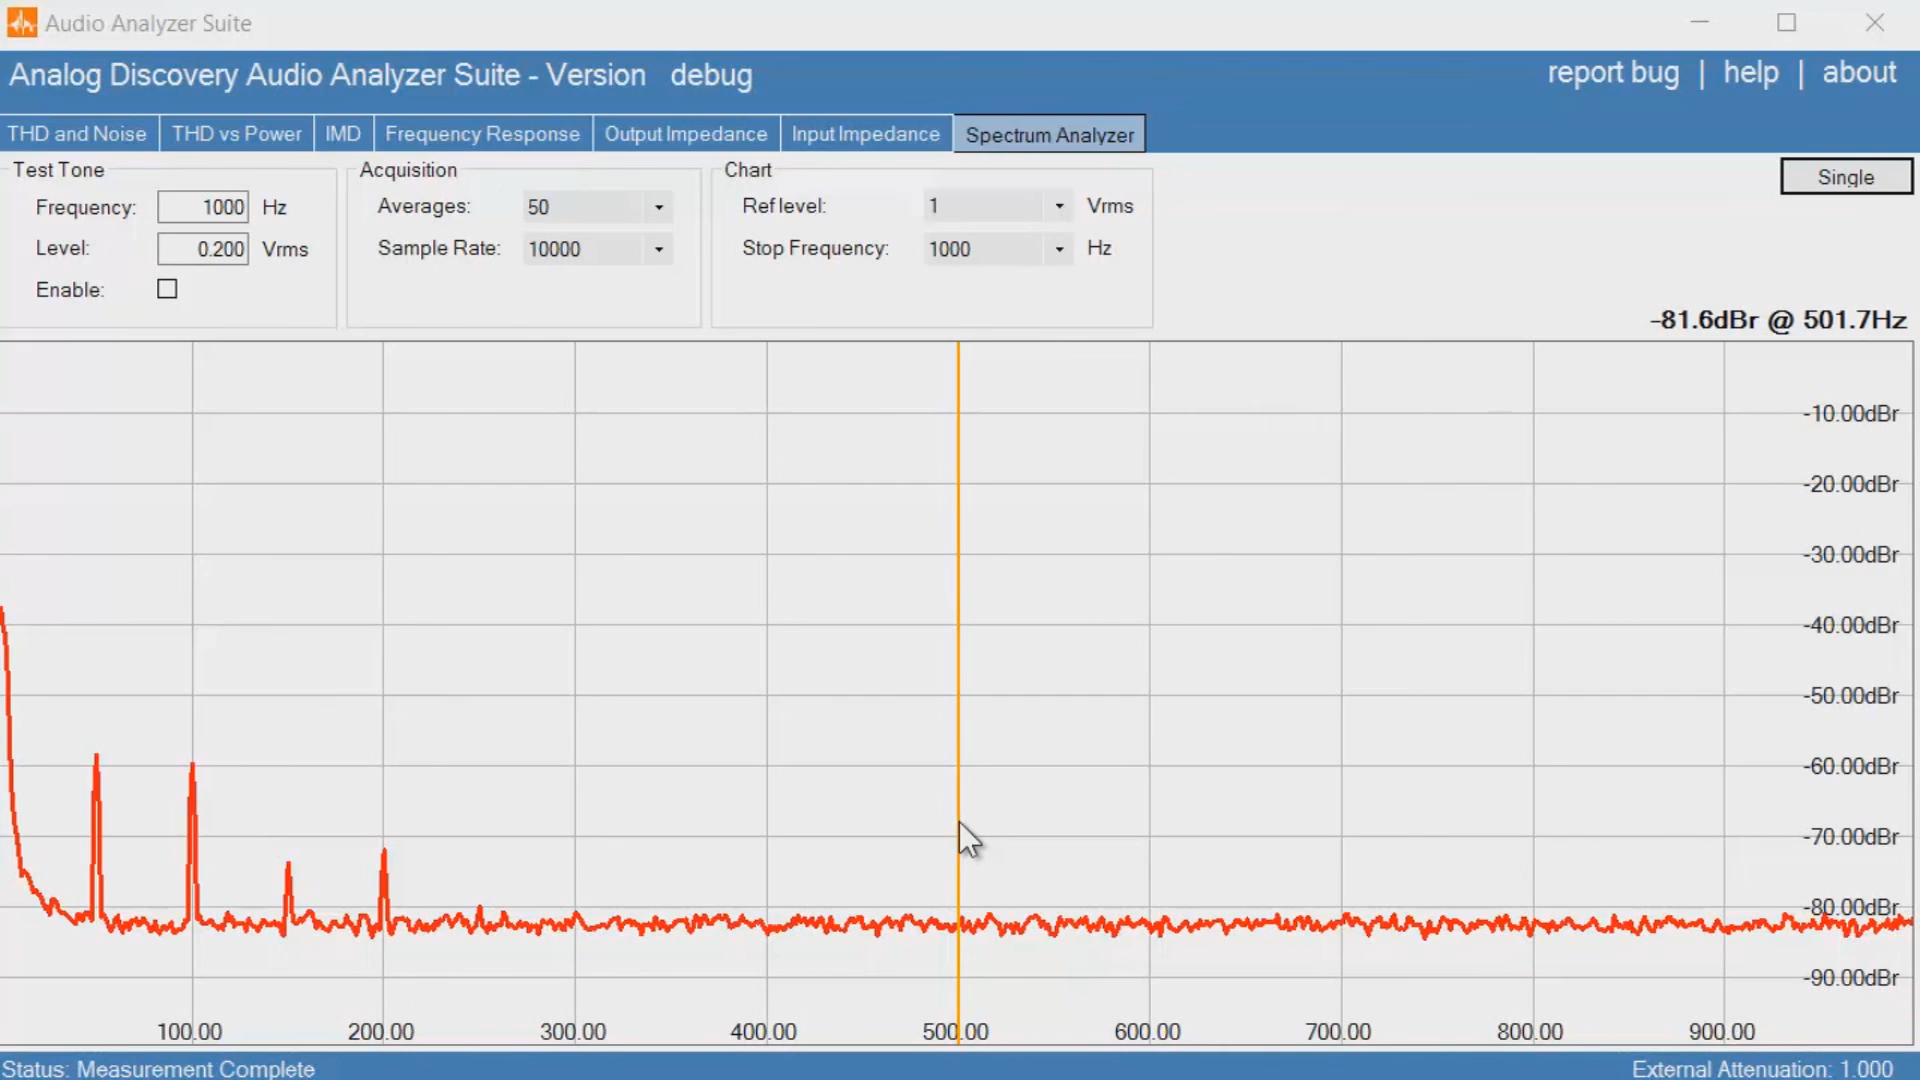 Audio Analyzer Suite
Analog Discovery Audio Analyzer Suite - Version debug
report bug | help | about
THD and Noise THD vs Power IMD Frequency Response Output Impedance Input Impedance Spectrum Analyzer
Test Tone
Frequency: 1000 Hz
Level: 0.200 Vrms
Enable:
Acquisition
Averages: 50
Sample Rate: 10000
Chart
Ref level: 1 Vrms
Stop Frequency: 1000 Hz
Single
-81.6dBr @ 501.7Hz
-10.00dBr
-20.00dBr
-30.00dBr
-40.00dBr
-50.00dBr
-60.00dBr
-70.00dBr
-80.00dBr
-90.00dBr
100.00 200.00 300.00 400.00 500.00 600.00 700.00 800.00 900.00
Status: Measurement Complete
External Attenuation: 1.000